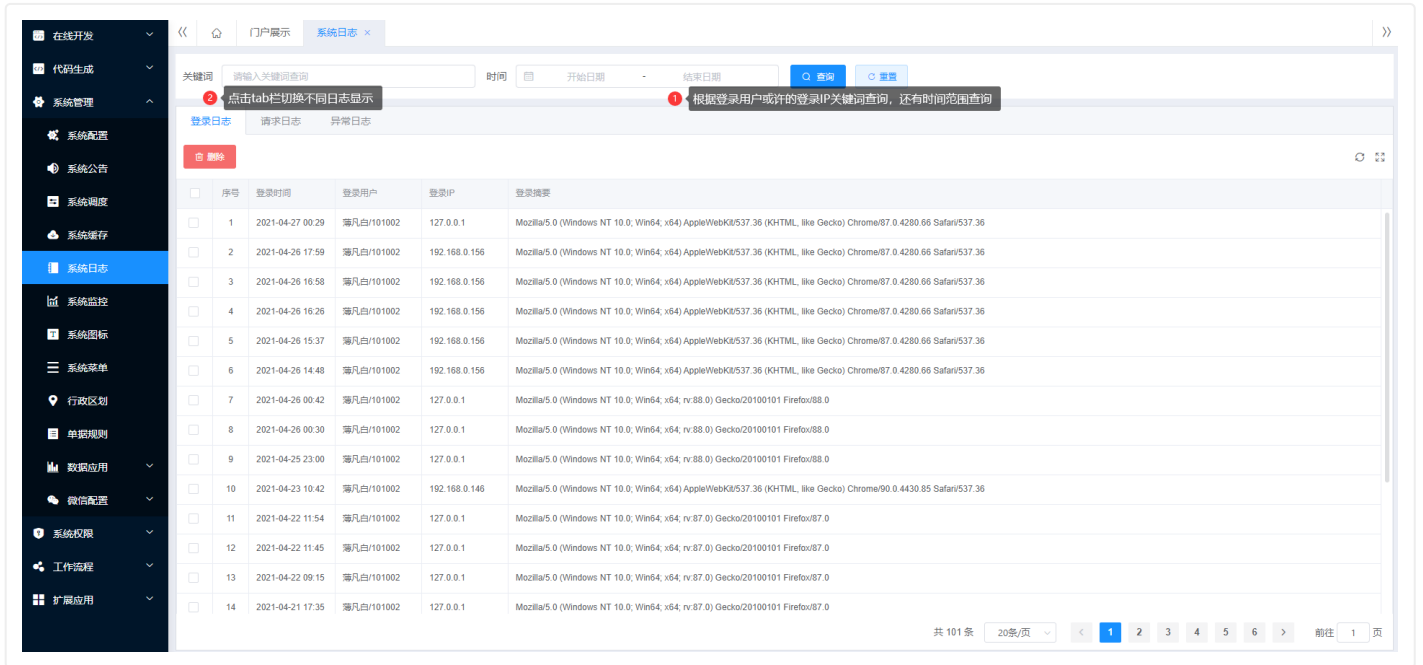 在线开发
代码生成
系统管理
系统配置
系统公告
系统调度
系统缓存
系统日志
系统监控
系统图标
系统菜单
行政区划
单据规则
数据应用
微信配置
系统权限
工作流程
扩展应用
门户展示 系统日志 ×
关键词 请输入关键词查询 时间 开始日期 - 结束日期 查询 重置
2 点击tab栏切换不同日志显示
1 根据登录用户或许的登录IP关键词查询，还有时间范围查询
登录日志 请求日志 异常日志
删除
序号 登录时间 登录用户 登录IP 登录摘要
1 2021-04-27 00:29 薄凡白/101002 127.0.0.1 Mozilla/5.0 (Windows NT 10.0; Win64; x64) AppleWebKit/537.36 (KHTML, like Gecko) Chrome/87.0.4280.66 Safari/537.36
2 2021-04-26 17:59 薄凡白/101002 192.168.0.156 Mozilla/5.0 (Windows NT 10.0; Win64; x64) AppleWebKit/537.36 (KHTML, like Gecko) Chrome/87.0.4280.66 Safari/537.36
3 2021-04-26 16:58 薄凡白/101002 192.168.0.156 Mozilla/5.0 (Windows NT 10.0; Win64; x64) AppleWebKit/537.36 (KHTML, like Gecko) Chrome/87.0.4280.66 Safari/537.36
4 2021-04-26 16:26 薄凡白/101002 192.168.0.156 Mozilla/5.0 (Windows NT 10.0; Win64; x64) AppleWebKit/537.36 (KHTML, like Gecko) Chrome/87.0.4280.66 Safari/537.36
5 2021-04-26 15:37 薄凡白/101002 192.168.0.156 Mozilla/5.0 (Windows NT 10.0; Win64; x64) AppleWebKit/537.36 (KHTML, like Gecko) Chrome/87.0.4280.66 Safari/537.36
6 2021-04-26 14:48 薄凡白/101002 192.168.0.156 Mozilla/5.0 (Windows NT 10.0; Win64; x64) AppleWebKit/537.36 (KHTML, like Gecko) Chrome/87.0.4280.66 Safari/537.36
7 2021-04-26 00:42 薄凡白/101002 127.0.0.1 Mozilla/5.0 (Windows NT 10.0; Win64; x64; rv:88.0) Gecko/20100101 Firefox/88.0
8 2021-04-26 00:30 薄凡白/101002 127.0.0.1 Mozilla/5.0 (Windows NT 10.0; Win64; x64; rv:88.0) Gecko/20100101 Firefox/88.0
9 2021-04-25 23:00 薄凡白/101002 127.0.0.1 Mozilla/5.0 (Windows NT 10.0; Win64; x64; rv:88.0) Gecko/20100101 Firefox/88.0
10 2021-04-23 10:42 薄凡白/101002 192.168.0.146 Mozilla/5.0 (Windows NT 10.0; Win64; x64) AppleWebKit/537.36 (KHTML, like Gecko) Chrome/90.0.4430.85 Safari/537.36
11 2021-04-22 11:54 薄凡白/101002 127.0.0.1 Mozilla/5.0 (Windows NT 10.0; Win64; x64; rv:87.0) Gecko/20100101 Firefox/87.0
12 2021-04-22 11:45 薄凡白/101002 127.0.0.1 Mozilla/5.0 (Windows NT 10.0; Win64; x64; rv:87.0) Gecko/20100101 Firefox/87.0
13 2021-04-22 09:15 薄凡白/101002 127.0.0.1 Mozilla/5.0 (Windows NT 10.0; Win64; x64; rv:87.0) Gecko/20100101 Firefox/87.0
14 2021-04-21 17:35 薄凡白/101002 127.0.0.1 Mozilla/5.0 (Windows NT 10.0; Win64; x64; rv:87.0) Gecko/20100101 Firefox/87.0
共 101 条 20条/页 < 1 2 3 4 5 6 > 前往 1 页